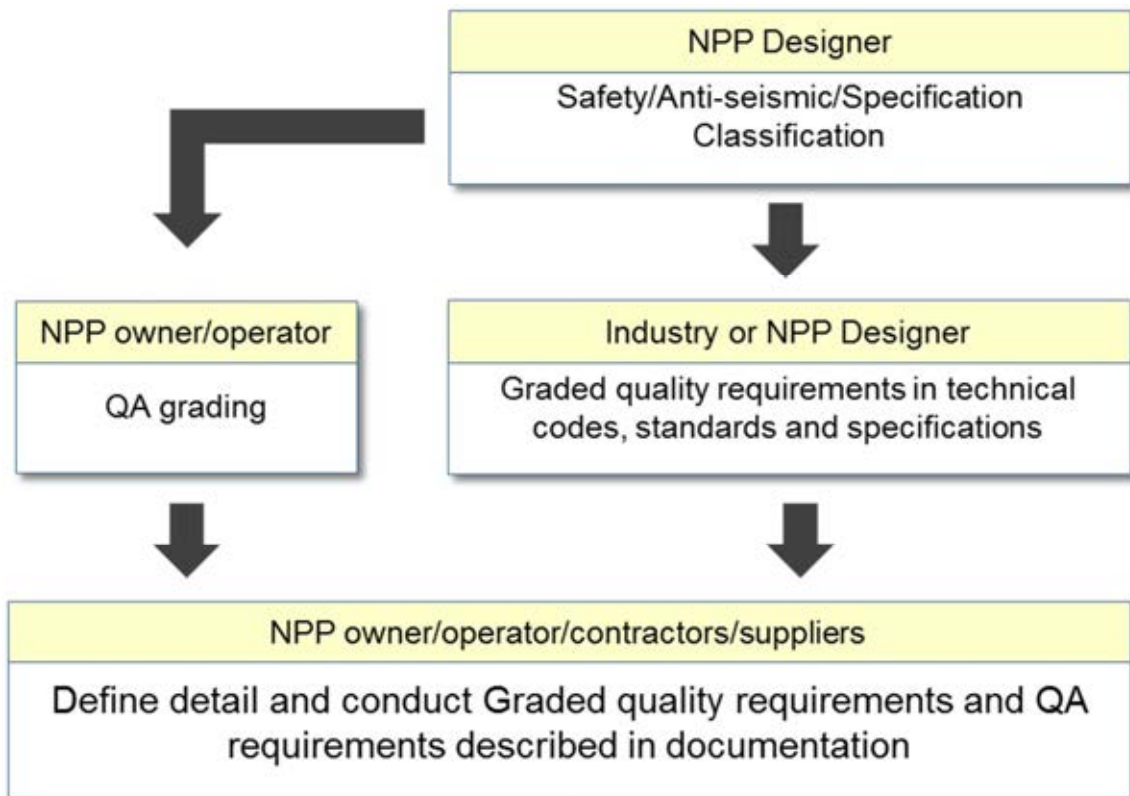 NPP Designer
Safety/Anti-seismic/Specification
Classification
NPP owner/operator
QA grading
Industry or NPP Designer
Graded quality requirements in technical
codes, standards and specifications
NPP owner/operator/contractors/suppliers
Define detail and conduct Graded quality requirements and QA
requirements described in documentation